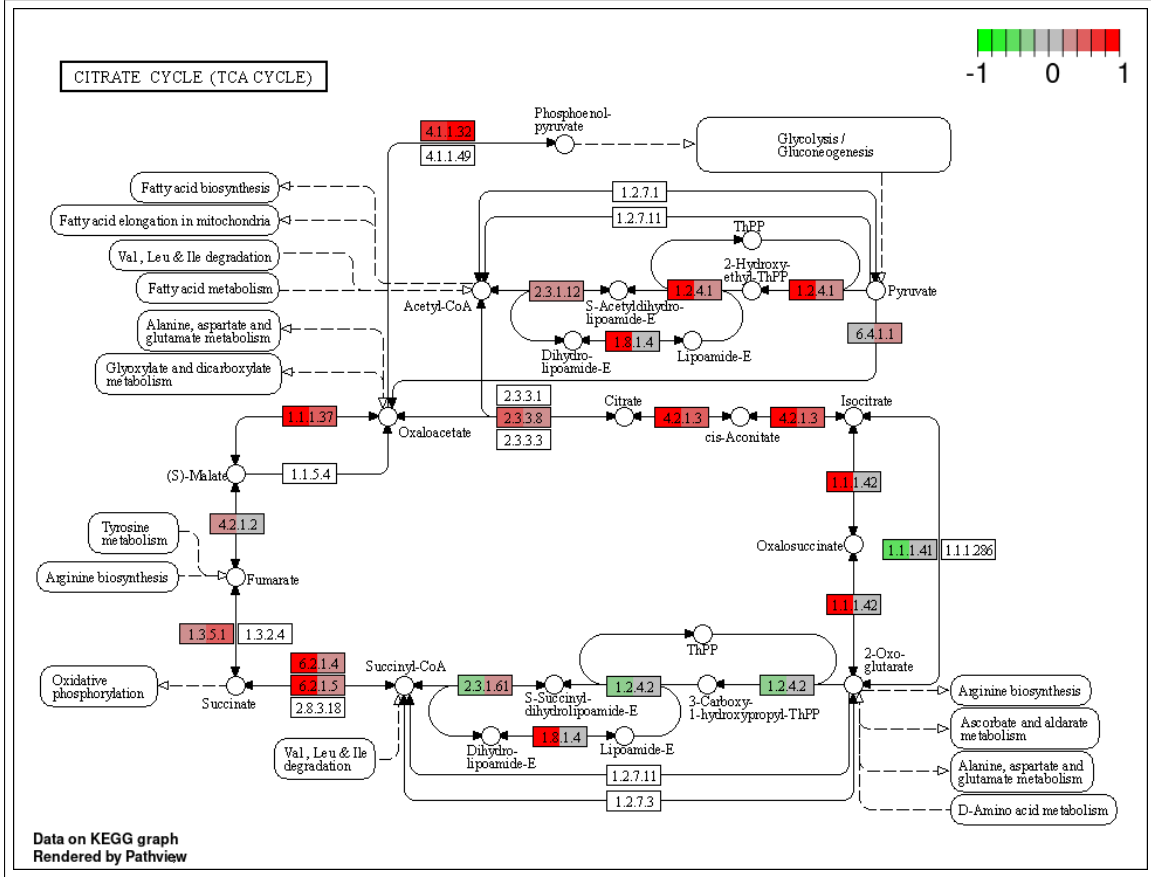 CITRATE CYCLE (TCA CYCLE)
-1 0 1
Phosphoenol-
pyruvate
4.1.1.32
4.1.1.49
Glycolysis /
Gluconeogenesis
Fatty acid biosynthesis
Fatty acid elongation in mitochondria
Val, Leu & Ile degradation
Fatty acid metabolism
Alanine, aspartate and
glutamate metabolism
Glyoxylate and dicarboxylate
metabolism
1.2.7.1
1.2.7.11
ThPP
2-Hydroxy-
ethyl-ThPP
2.3.1.12
1.2.4.1
1.2.4.1
Acetyl-CoA
S-Acetyldihydro-
lipoamide-E
Pyruvate
6.4.1.1
1.8.1.4
Dihydro-
lipoamide-E
Lipoamide-E
2.3.3.1
2.3.3.8
2.3.3.3
Citrate
Isocitrate
1.1.1.37
Oxaloacetate
4.2.1.3
cis-Aconitate
4.2.1.3
(S)-Malate
1.1.5.4
1.1.1.42
Tyrosine
metabolism
4.2.1.2
Oxalosuccinate
1.1.1.41
1.1.1.286
Arginine biosynthesis
Fumarate
1.1.1.42
1.3.5.1
1.3.2.4
ThPP
2-Oxo-
glutarate
Oxidative
phosphorylation
Succinate
6.2.1.4
6.2.1.5
2.8.3.18
Succinyl-CoA
2.3.1.61
S-Succinyl-
dihydrolipoamide-E
1.2.4.2
3-Carboxy-
1-hydroxypropyl-ThPP
1.2.4.2
Arginine biosynthesis
Ascorbate and aldarate
metabolism
Alanine, aspartate and
glutamate metabolism
D-Amino acid metabolism
Val, Leu & Ile
degradation
Dihydro-
lipoamide-E
1.8.1.4
Lipoamide-E
1.2.7.11
1.2.7.3
Data on KEGG graph
Rendered by Pathview